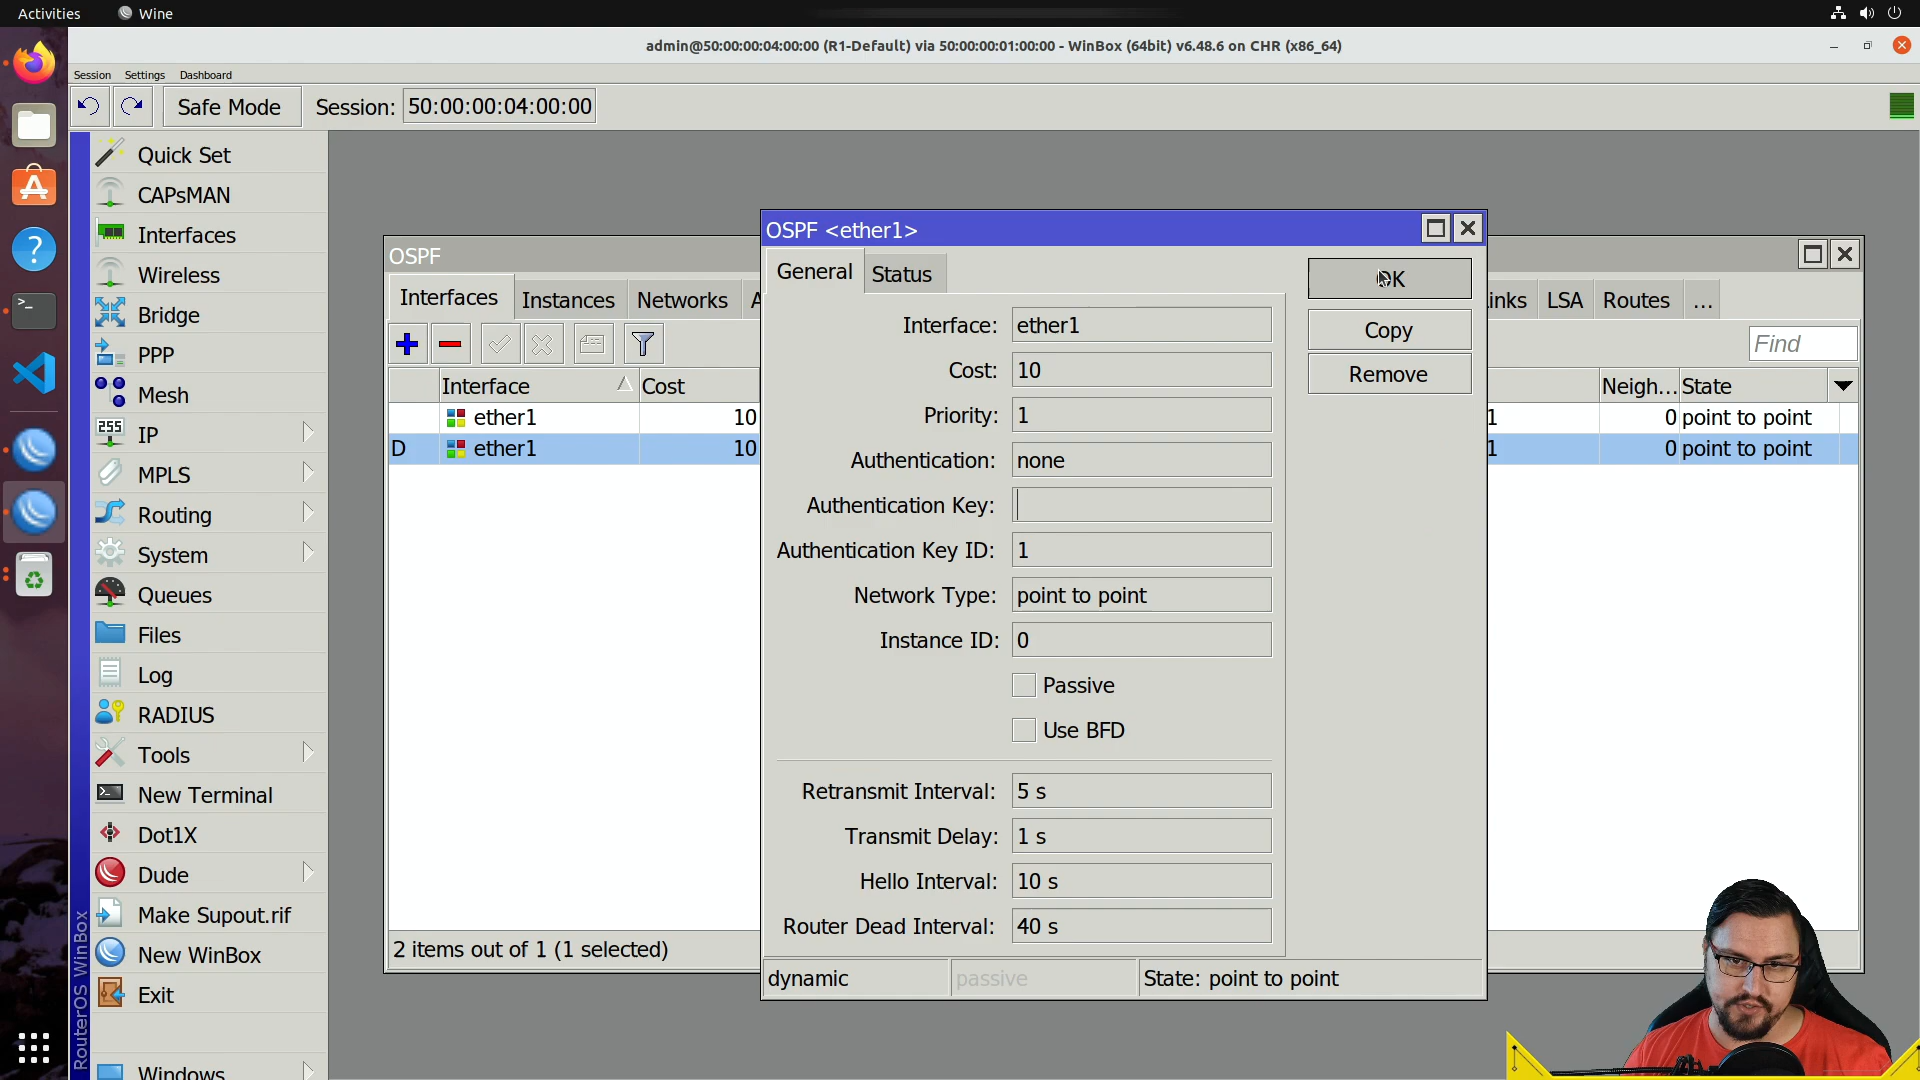 Activities
Wine
admin@50:00:00:04:00:00 (R1-Default) via 50:00:00:01:00:00 - WinBox (64bit) v6.48.6 on CHR (x86_64)
Session Settings Dashboard
Safe Mode
Session: 50:00:00:04:00:00
Quick Set
CAPsMAN
Interfaces
Wireless
Bridge
PPP
Mesh
IP
MPLS
Routing
System
Queues
Files
Log
RADIUS
Tools
New Terminal
Dot1X
Dude
Make Supout.rif
New WinBox
Exit
Windows
RouterOS WinBox
255
OSPF
Interfaces Instances Networks A
Links LSA Routes ...
Find
Interface Cost
Neigh... State
ether1 10
1 0 point to point
D ether1 10
1 0 point to point
2 items out of 1 (1 selected)
OSPF <ether1>
General Status
Interface: ether1
Cost: 10
Priority: 1
Authentication: none
Authentication Key:
Authentication Key ID: 1
Network Type: point to point
Instance ID: 0
Passive
Use BFD
Retransmit Interval: 5 s
Transmit Delay: 1 s
Hello Interval: 10 s
Router Dead Interval: 40 s
OK
Copy
Remove
dynamic
passive
State: point to point